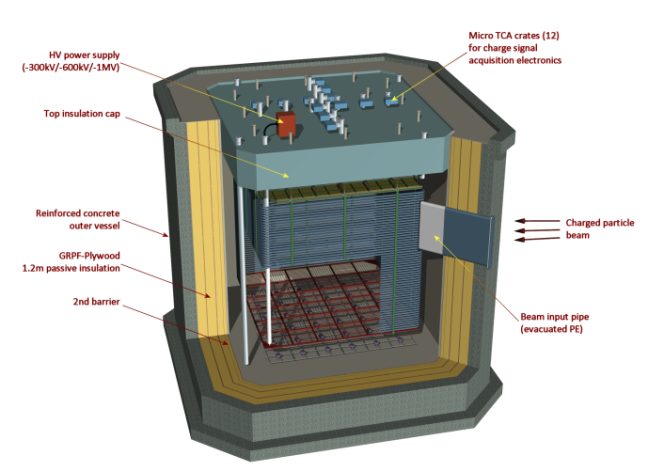 HV power supply
(-300kV/-600kV/-1MV)
Top insulation cap
Reinforced concrete
outer vessel
GRPF-Plywood
1.2m passive insulation
2nd barrier
Micro TCA crates (12)
for charge signal
acquisition electronics
Charged particle
beam
Beam input pipe
(evacuated PE)